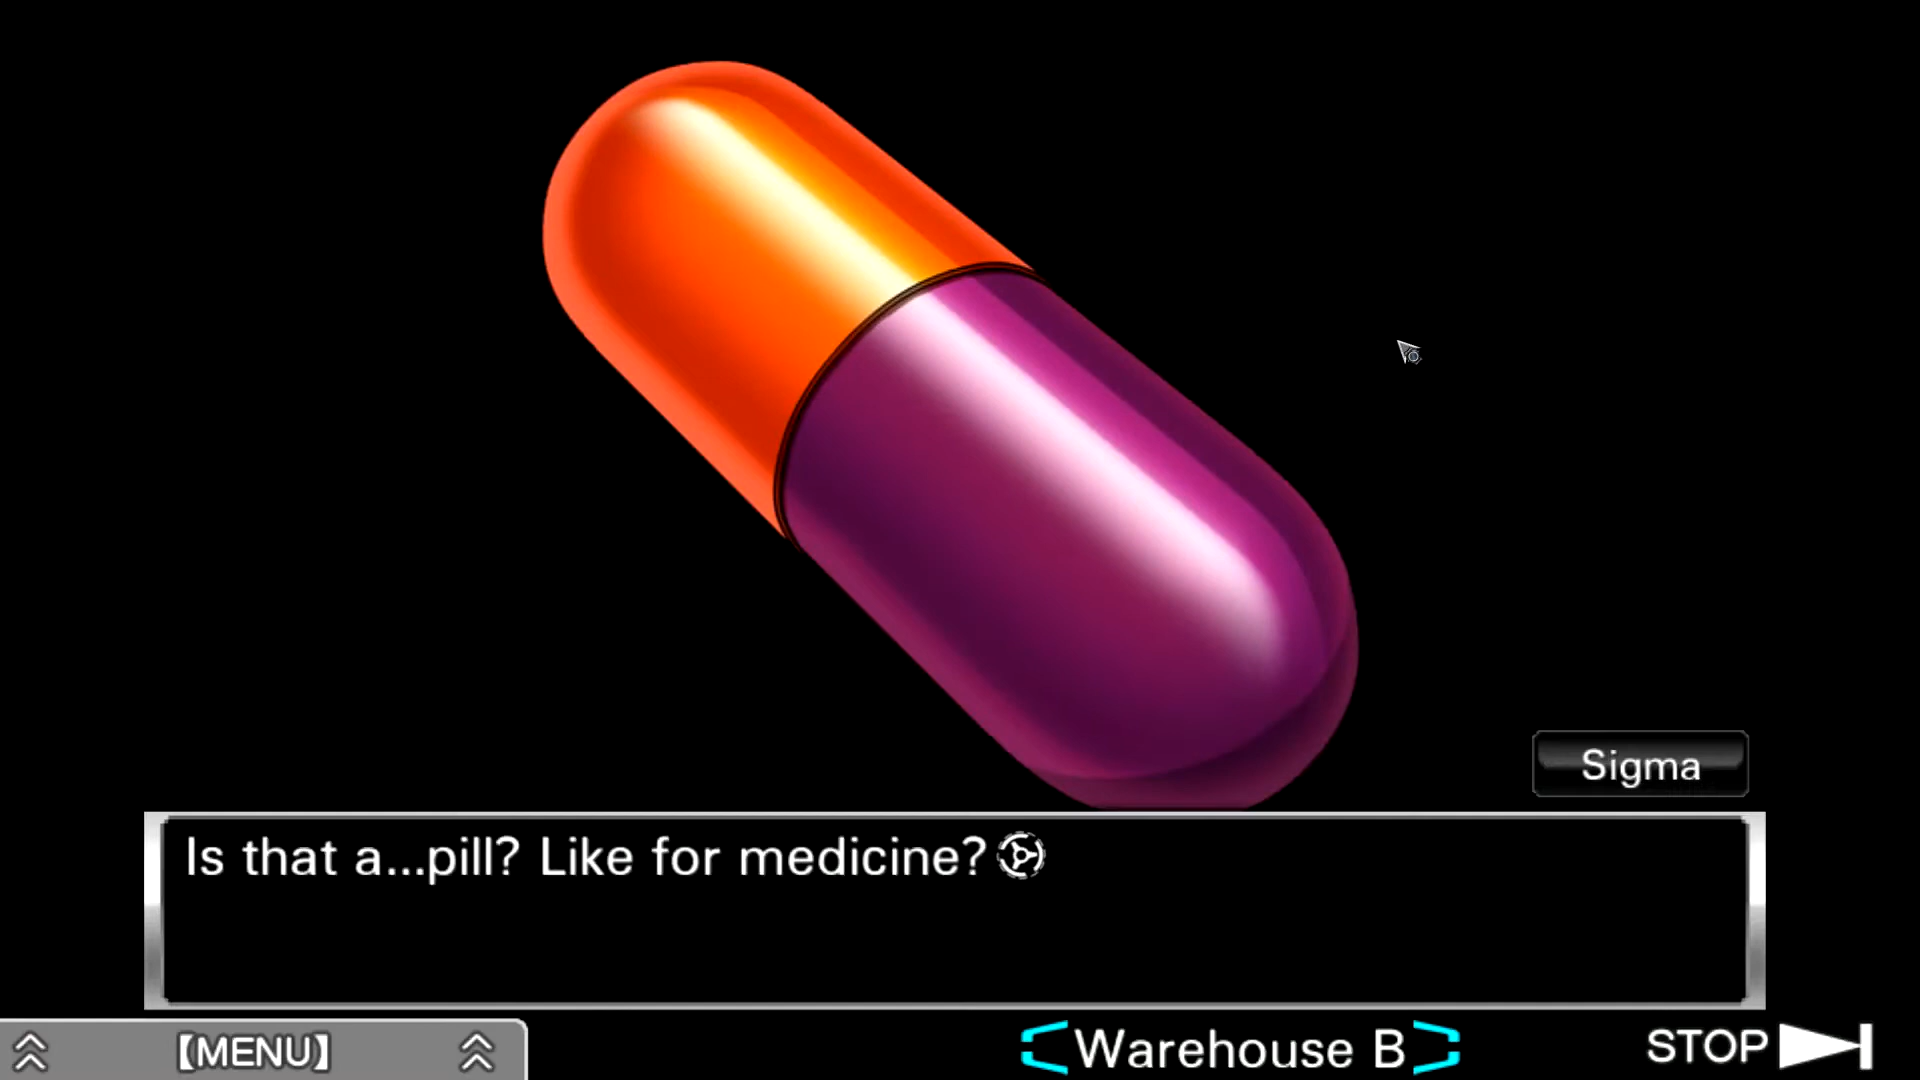 Sigma
Is that a...pill? Like for medicine?
【MENU】
Warehouse B
STOP